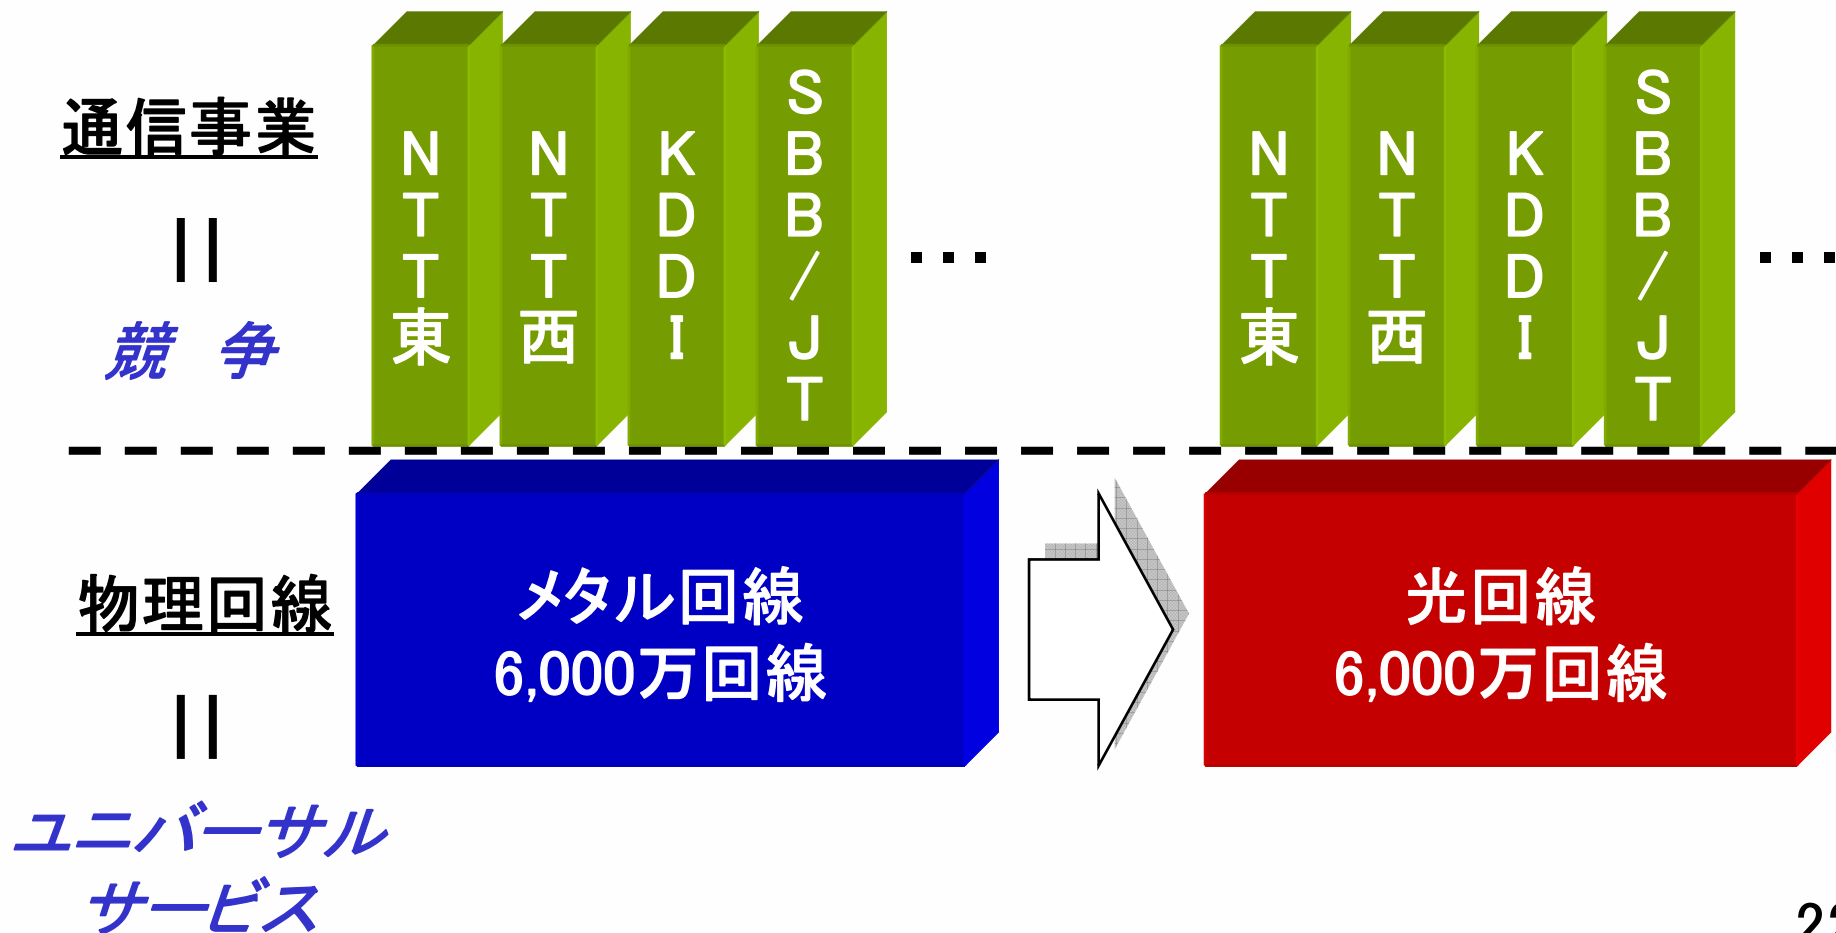 通信事業
||
競 争
NTT東
NTT西
KDDI
SBB/JT
...
NTT東
NTT西
KDDI
SBB/JT
...
物理回線
||
ユニバーサル
サービス
メタル回線
6,000万回線
光回線
6,000万回線